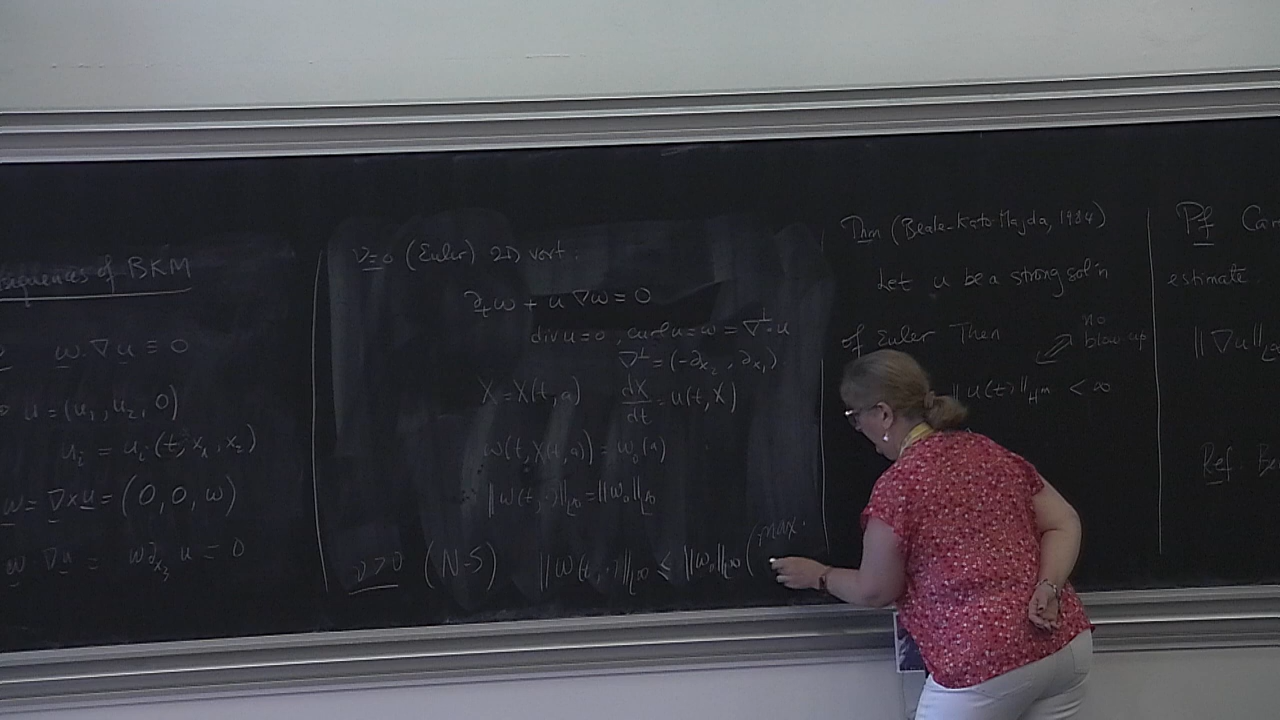 sequences of BKM
ω·∇u ≡ 0
u = (u₁, u₂, 0)
uᵢ = uᵢ(t, x₁, x₂)
ω = ∇×u = (0, 0, ω)
ω·∇u = ω∂ₓ₃ u = 0
ν=0 (Euler) 2D vort.
∂ₜω + u ∇ω = 0
div u = 0, curl u = ω = ∇^⊥·u
∇^⊥ = (-∂ₓ₂, ∂ₓ₁)
X = X(t,a) dX/dt = u(t,X)
ω(t,X(t,a)) = ω₀(a)
||ω(t,·)||_{L^∞} = ||ω₀||_{L^∞}
ν>0 (N-S) ||ω(t,·)||_{L^∞} ≤ ||ω₀||_{L^∞} (max.
Thm (Beale-Kato-Majda, 1984)
Let u be a strong sol'n
of Euler Then
no
blow-up
||u(t)||_{H^m} < ∞
Pf
estimate.
||∇u||
Ref.